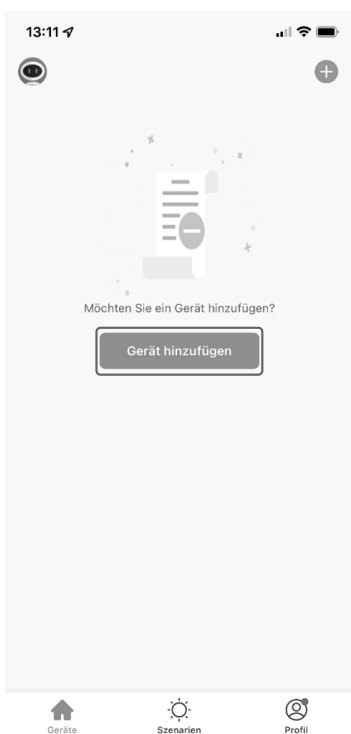 13:11
Möchten Sie ein Gerät hinzufügen?
Gerät hinzufügen
Geräte
Szenarien
Profil